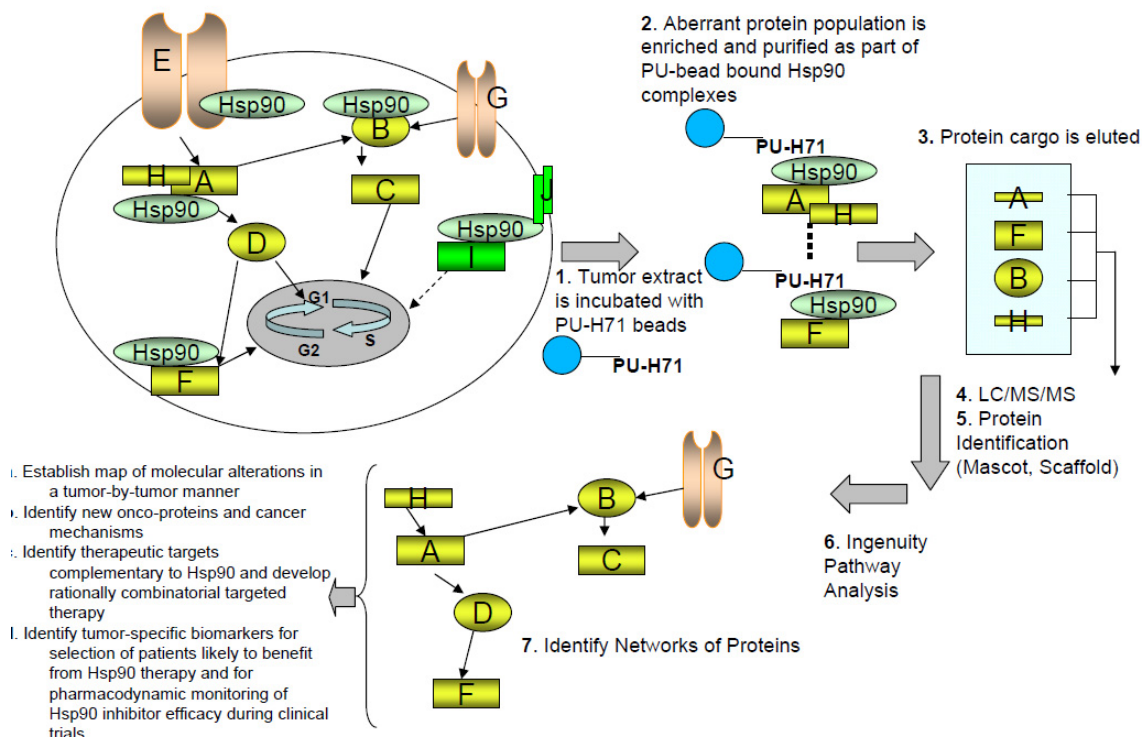 E
Hsp90
Hsp90
B
G
H
A
Hsp90
C
D
J
Hsp90
I
G1
S
G2
Hsp90
F
1. Tumor extract
is incubated with
PU-H71 beads
PU-H71
2. Aberrant protein population is
enriched and purified as part of
PU-bead bound Hsp90
complexes
PU-H71
Hsp90
A
H
PU-H71
Hsp90
F
3. Protein cargo is eluted
A
F
B
H
4. LC/MS/MS
5. Protein
Identification
(Mascot, Scaffold)
6. Ingenuity
Pathway
Analysis
G
H
B
A
C
D
F
7. Identify Networks of Proteins
. Establish map of molecular alterations in
a tumor-by-tumor manner
. Identify new onco-proteins and cancer
mechanisms
. Identify therapeutic targets
complementary to Hsp90 and develop
rationally combinatorial targeted
therapy
. Identify tumor-specific biomarkers for
selection of patients likely to benefit
from Hsp90 therapy and for
pharmacodynamic monitoring of
Hsp90 inhibitor efficacy during clinical
trials